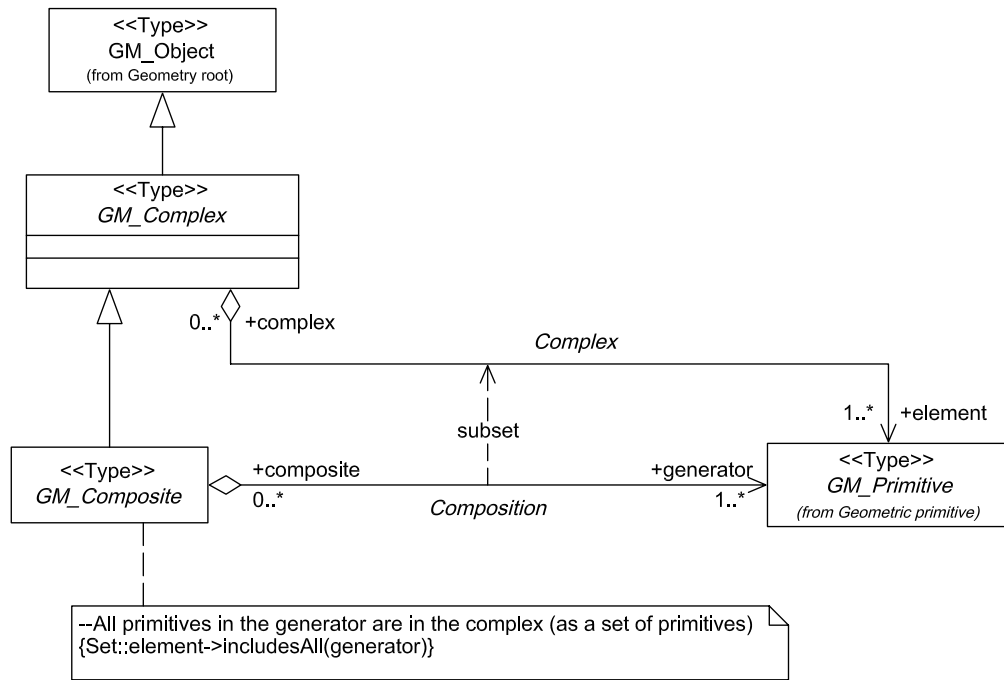 <<Type>>
GM_Object
(from Geometry root)
<<Type>>
GM_Complex
0..*
+complex
Complex
1..*
+element
subset
<<Type>>
GM_Composite
+composite
0..*
Composition
+generator
1..*
<<Type>>
GM_Primitive
(from Geometric primitive)
--All primitives in the generator are in the complex (as a set of primitives)
{Set::element->includesAll(generator)}